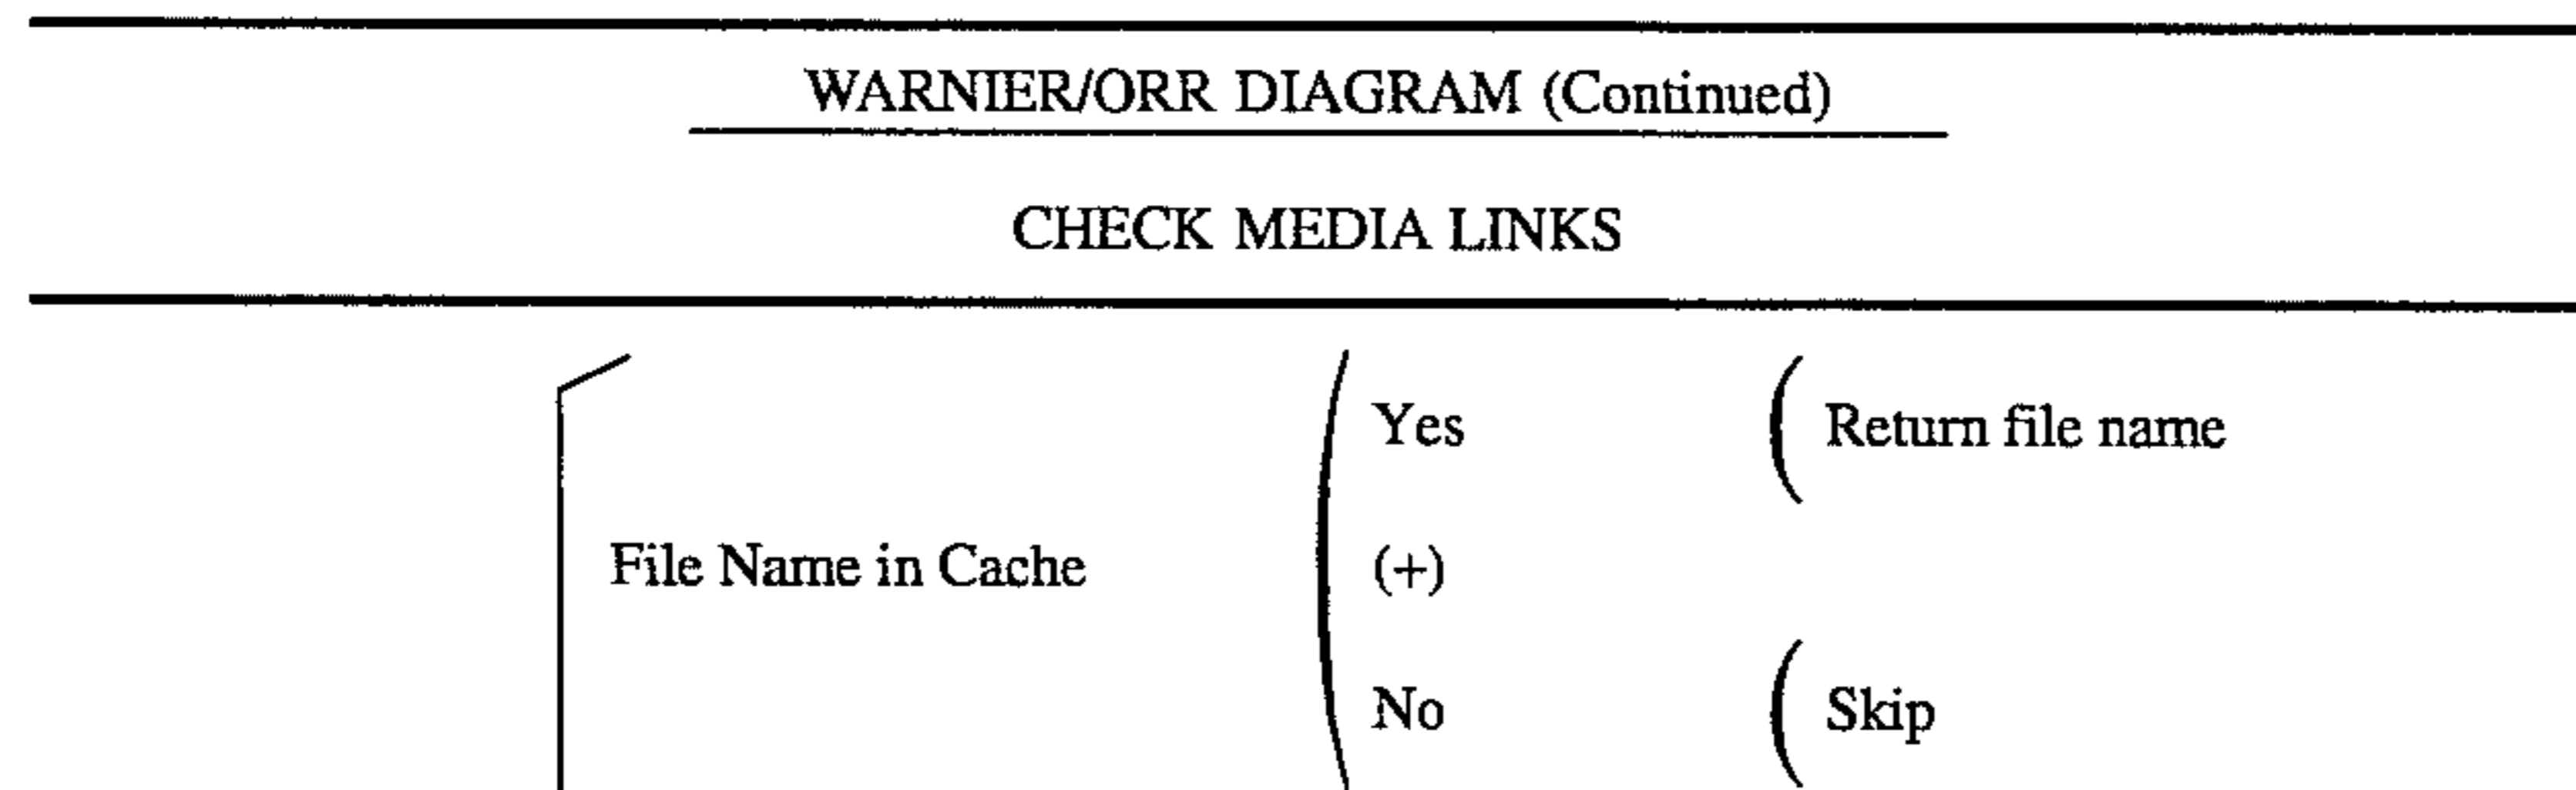 WARNIER/ORR DIAGRAM (Continued)
CHECK MEDIA LINKS
Yes Return file name
File Name in Cache (+)
No Skip